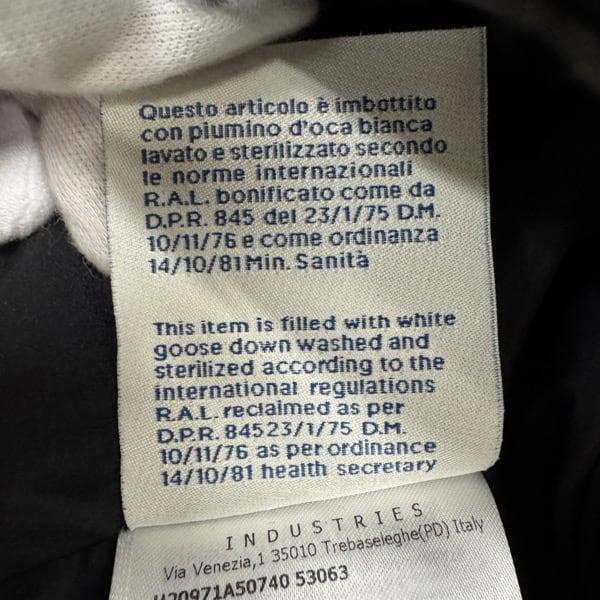 Questo articolo è imbottito
con piumino d'oca bianca
lavato e sterilizzato secondo
le norme internazionali
R.A.L. bonificato come da
D.P.R. 845 del 23/1/75 D.M.
10/11/76 e come ordinanza
14/10/81 Min. Sanità
This item is filled with white
goose down washed and
sterilized according to the
international regulations
R.A.L. reclaimed as per
D.P.R. 84523/1/75 D.M.
10/11/76 as per ordinance
14/10/81 health secretary
INDUSTRIES
Via Venezia,1 35010 Trebaseleghe(PD) Italy
H20971A50740 53063